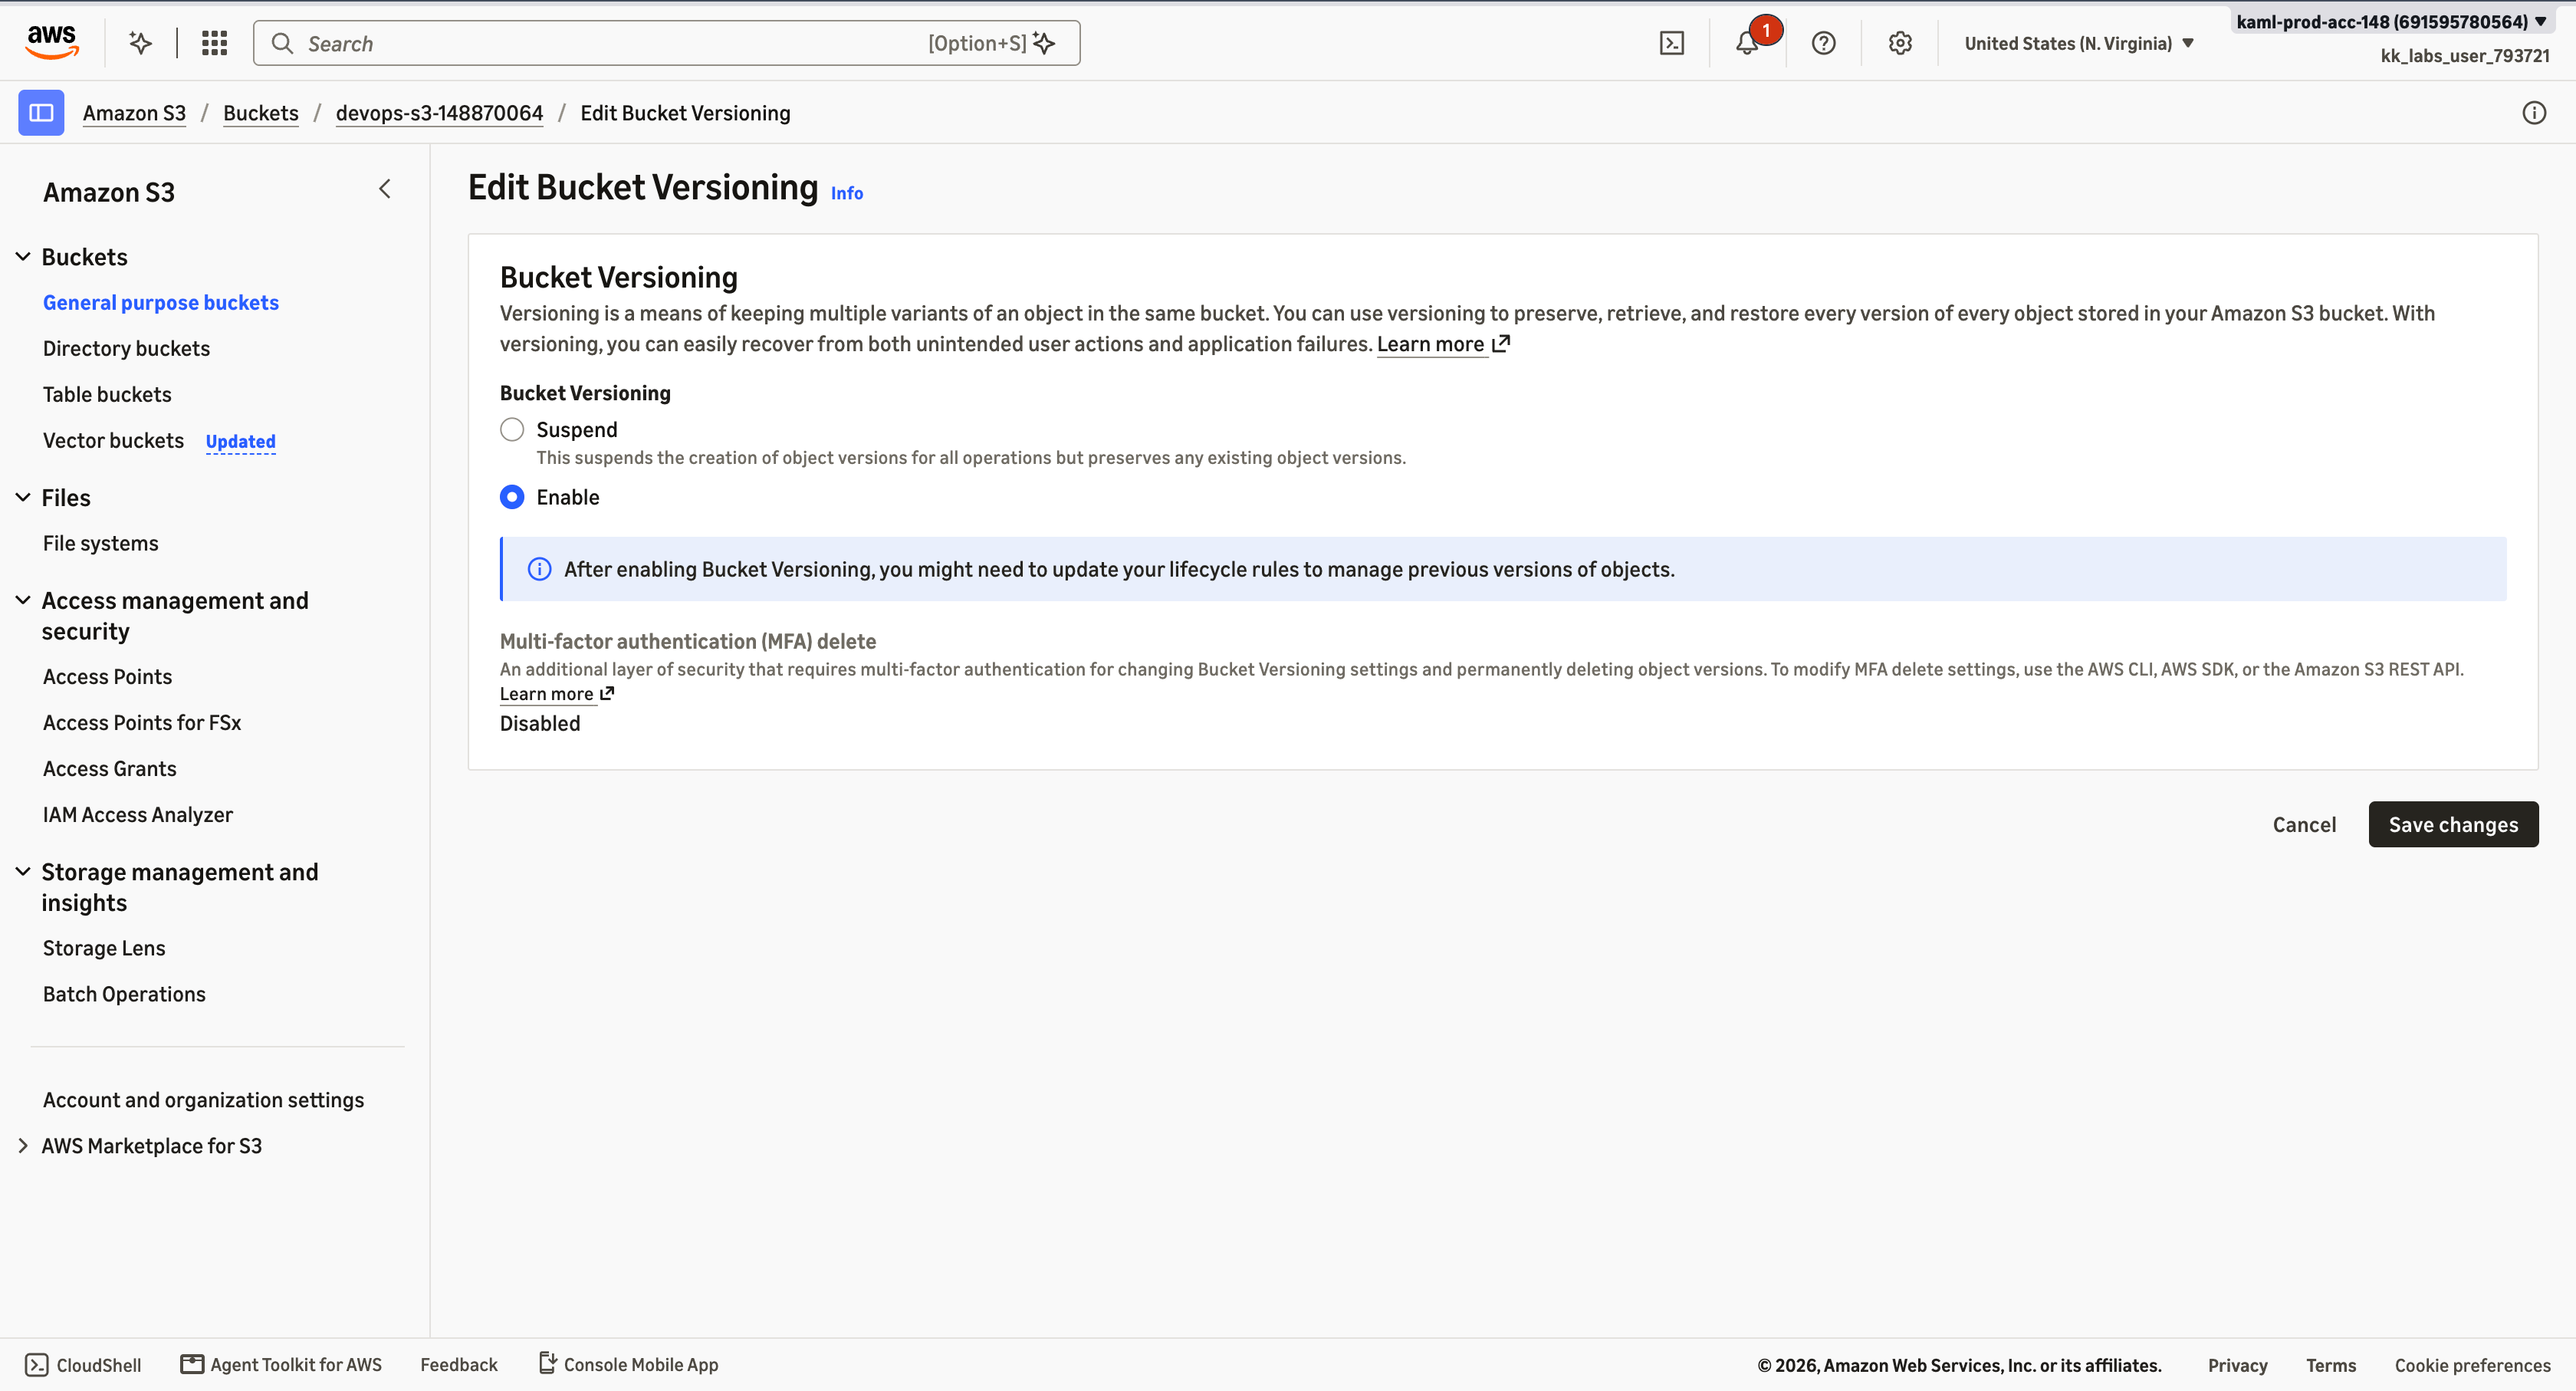 aws
Search
[Option+S]
1
United States (N. Virginia)
kaml-prod-acc-148 (691595780564)
kk_labs_user_793721
Amazon S3 / Buckets / devops-s3-148870064 / Edit Bucket Versioning
Amazon S3
Buckets
General purpose buckets
Directory buckets
Table buckets
Vector buckets Updated
Files
File systems
Access management and
security
Access Points
Access Points for FSx
Access Grants
IAM Access Analyzer
Storage management and
insights
Storage Lens
Batch Operations
Account and organization settings
AWS Marketplace for S3
Edit Bucket Versioning Info
Bucket Versioning
Versioning is a means of keeping multiple variants of an object in the same bucket. You can use versioning to preserve, retrieve, and restore every version of every object stored in your Amazon S3 bucket. With
versioning, you can easily recover from both unintended user actions and application failures. Learn more
Bucket Versioning
Suspend
This suspends the creation of object versions for all operations but preserves any existing object versions.
Enable
After enabling Bucket Versioning, you might need to update your lifecycle rules to manage previous versions of objects.
Multi-factor authentication (MFA) delete
An additional layer of security that requires multi-factor authentication for changing Bucket Versioning settings and permanently deleting object versions. To modify MFA delete settings, use the AWS CLI, AWS SDK, or the Amazon S3 REST API.
Learn more
Disabled
Cancel
Save changes
CloudShell
Agent Toolkit for AWS
Feedback
Console Mobile App
© 2026, Amazon Web Services, Inc. or its affiliates.
Privacy
Terms
Cookie preferences